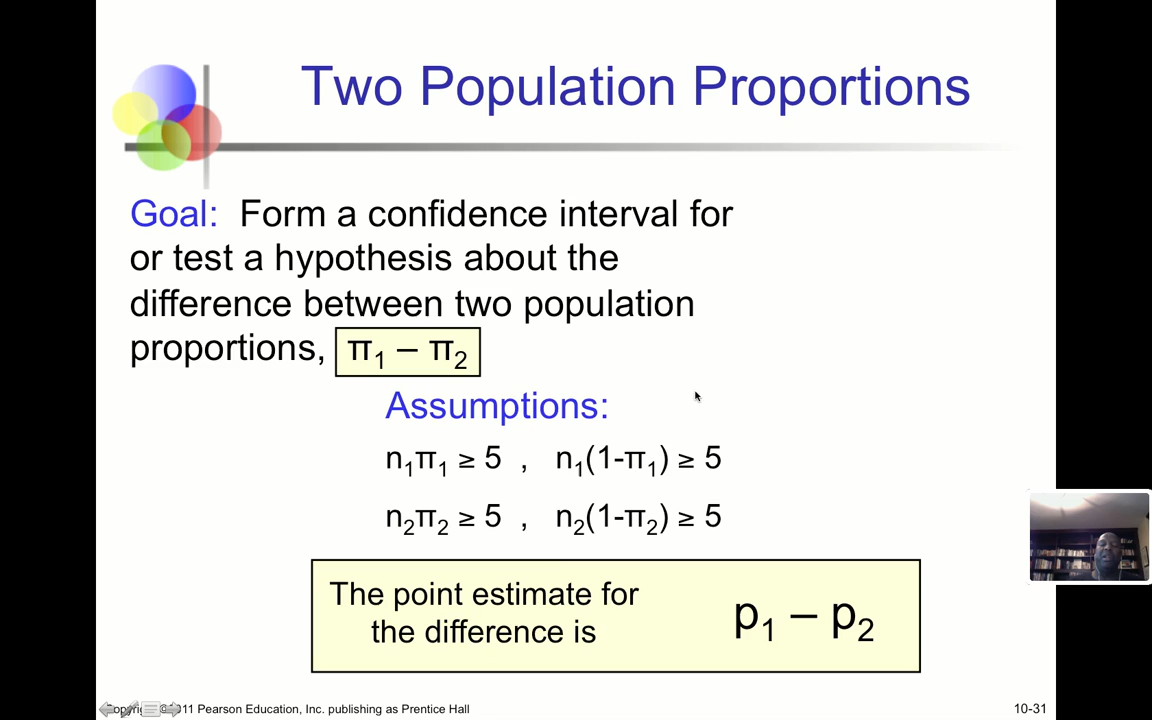 Two Population Proportions
Goal: Form a confidence interval for
or test a hypothesis about the
difference between two population
proportions, π₁ – π₂
Assumptions:
n₁π₁ ≥ 5 , n₁(1-π₁) ≥ 5
n₂π₂ ≥ 5 , n₂(1-π₂) ≥ 5
The point estimate for
the difference is
p₁ – p₂
Pearson Education, Inc. publishing as Prentice Hall
10-31